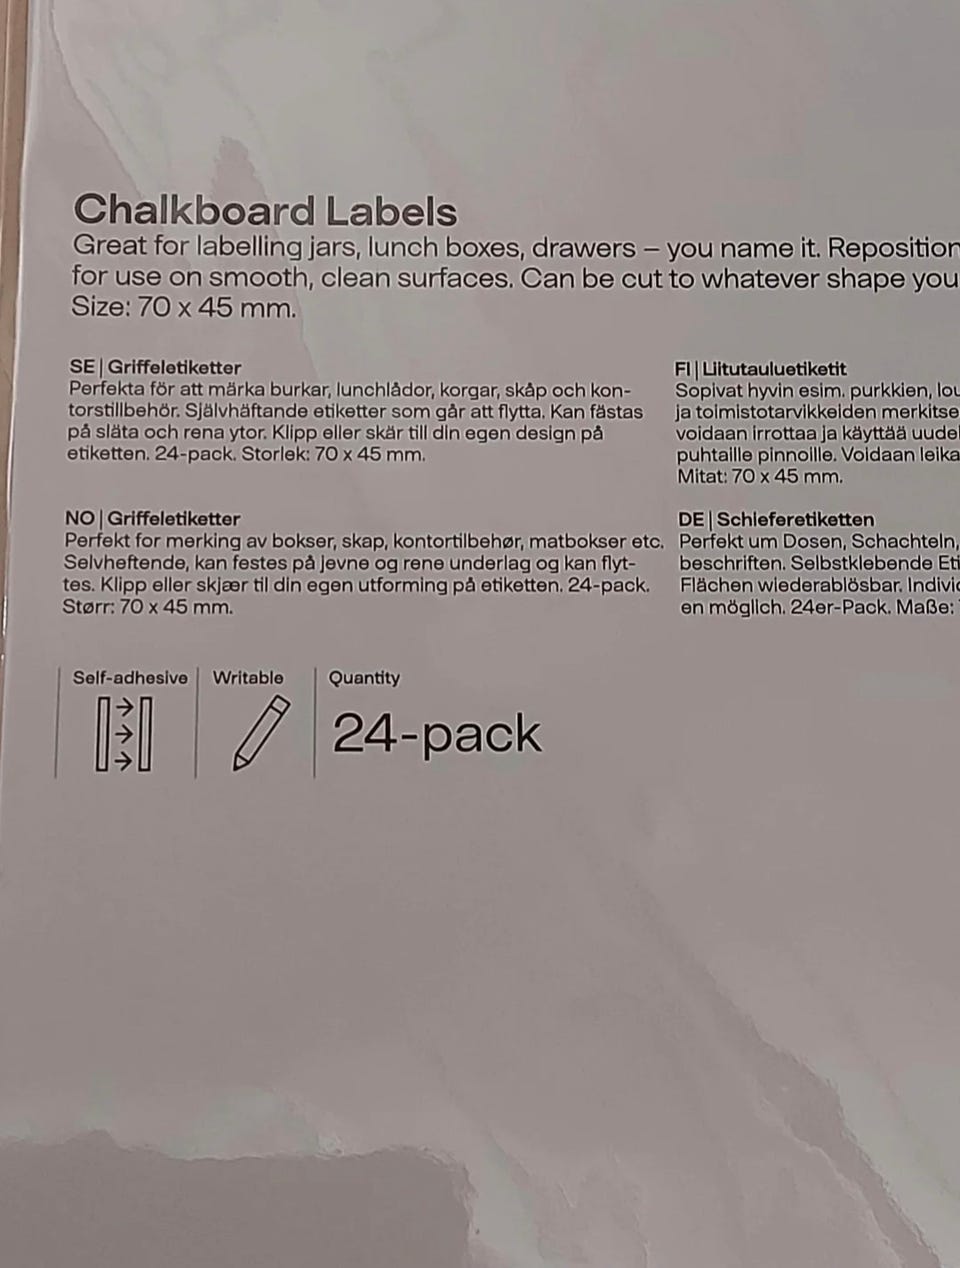 Chalkboard Labels
Great for labelling jars, lunch boxes, drawers – you name it. Reposition
for use on smooth, clean surfaces. Can be cut to whatever shape you
Size: 70 x 45 mm.
SE | Griffeletiketter
Perfekta för att märka burkar, lunchlådor, korgar, skåp och kon-
torstillbehör. Självhäftande etiketter som går att flytta. Kan fästas
på släta och rena ytor. Klipp eller skär till din egen design på
etiketten. 24-pack. Storlek: 70 x 45 mm.
NO | Griffeletiketter
Perfekt for merking av bokser, skap, kontortilbehør, matbokser etc.
Selvheftende, kan festes på jevne og rene underlag og kan flyt-
tes. Klipp eller skjær til din egen utforming på etiketten. 24-pack.
Størr: 70 x 45 mm.
FI | Liitutauluetiketit
Sopivat hyvin esim. purkkien, lou
ja toimistotarvikkeiden merkitse
voidaan irrottaa ja käyttää uudel
puhtaille pinnoille. Voidaan leika
Mitat: 70 x 45 mm.
DE | Schieferetiketten
Perfekt um Dosen, Schachteln,
beschriften. Selbstklebende Eti
Flächen wiederablösbar. Indivi
en möglich. 24er-Pack. Maße:
Self-adhesive
Writable
Quantity
24-pack